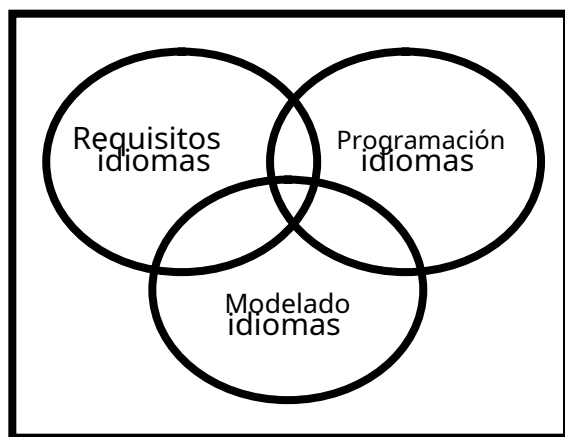 Requisitos
idiomas
Programación
idiomas
Modelado
idiomas